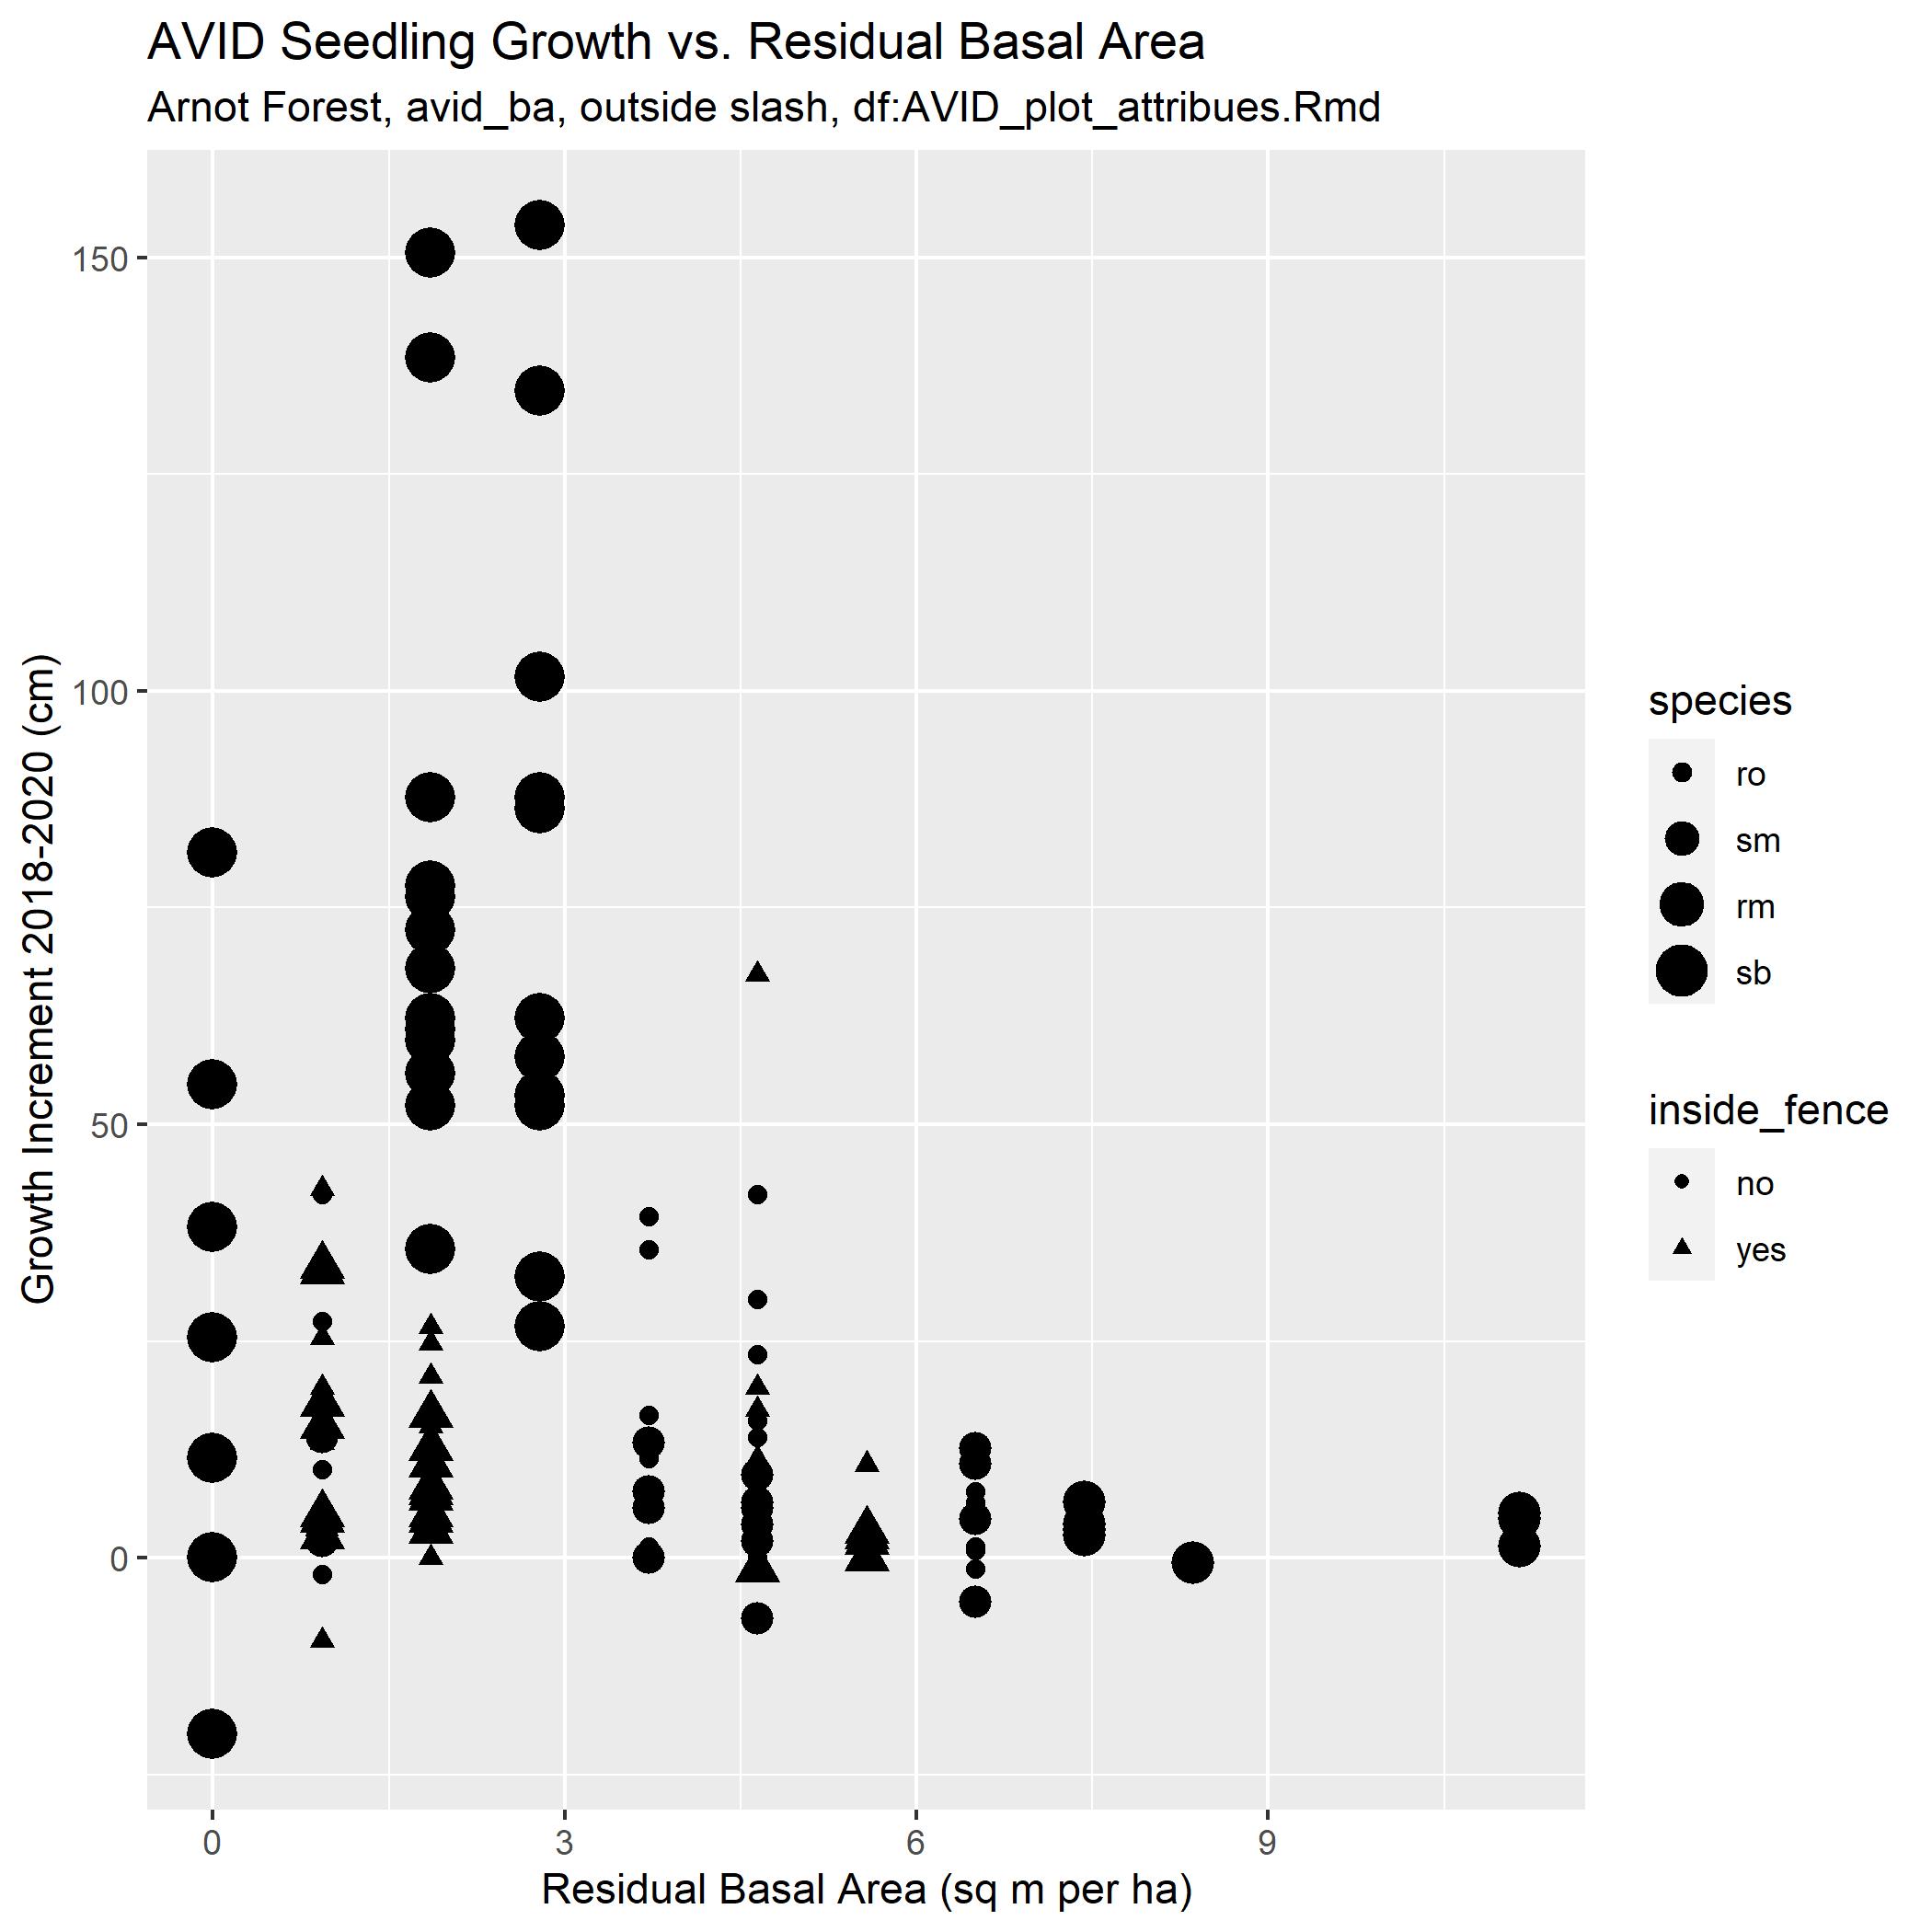 AVID Seedling Growth vs. Residual Basal Area
Arnot Forest, avid_ba, outside slash, df:AVID_plot_attribues.Rmd
150
100
50
0
Growth Increment 2018-2020 (cm)
0
3
6
9
Residual Basal Area (sq m per ha)
species
ro
sm
rm
sb
inside_fence
no
yes